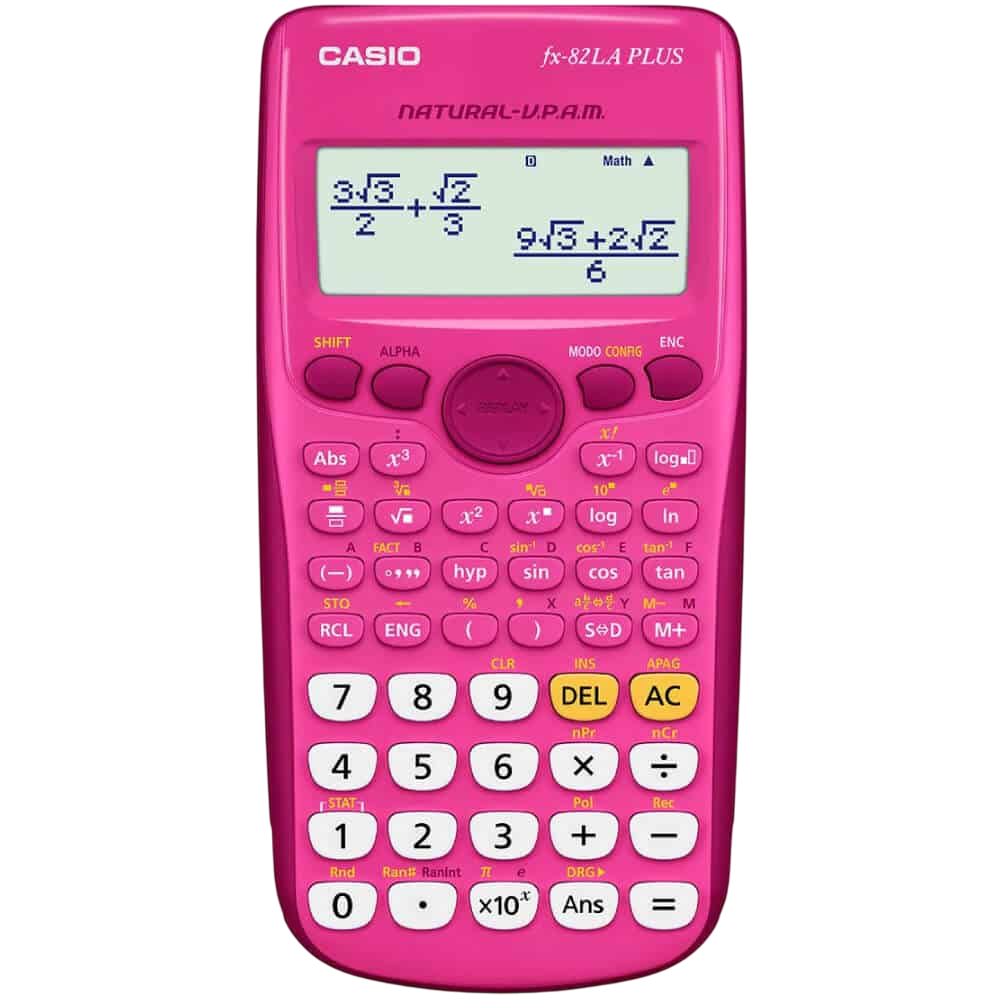 CASIO fx-82LA PLUS
NATURAL-V.P.A.M.
D Math ▲
3√3/2 + √2/3
9√3+2√2/6
SHIFT ALPHA MODO CONFIG ENC
REPLAY
: x!
Abs x³ x⁻¹ log■▯
■▭/▭ ³√■ ■√▯ 10■ e■
■/▭ √■ x² x■ log ln
A FACT B C sin⁻¹ D cos⁻¹ E tan⁻¹ F
(−) °,,, hyp sin cos tan
STO ← % , X a b/c⇔d/c Y M− M
RCL ENG ( ) S⇔D M+
CLR INS APAG
7 8 9 DEL AC
nPr nCr
4 5 6 × ÷
STAT Pol Rec
1 2 3 + −
Rnd Ran# RanInt π e DRG▶
0 · ×10ˣ Ans =